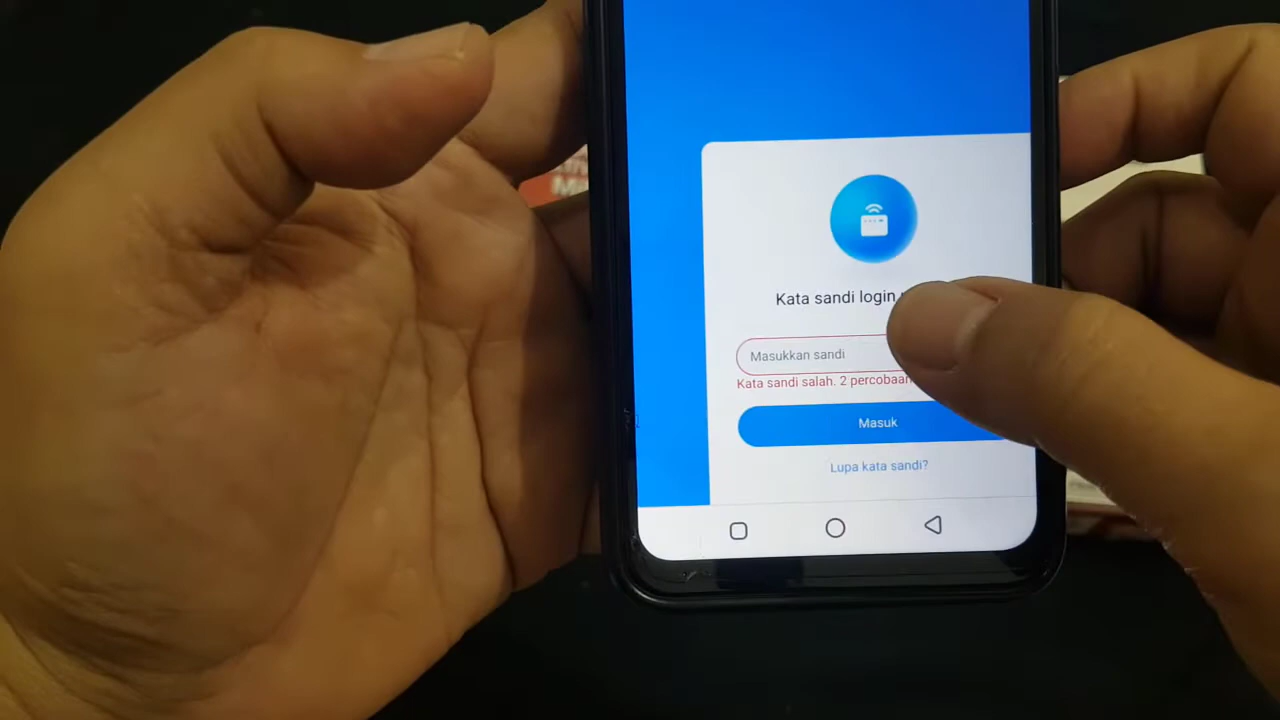 Kata sandi login
Masukkan sandi
Kata sandi salah. 2 percobaan
Masuk
Lupa kata sandi?